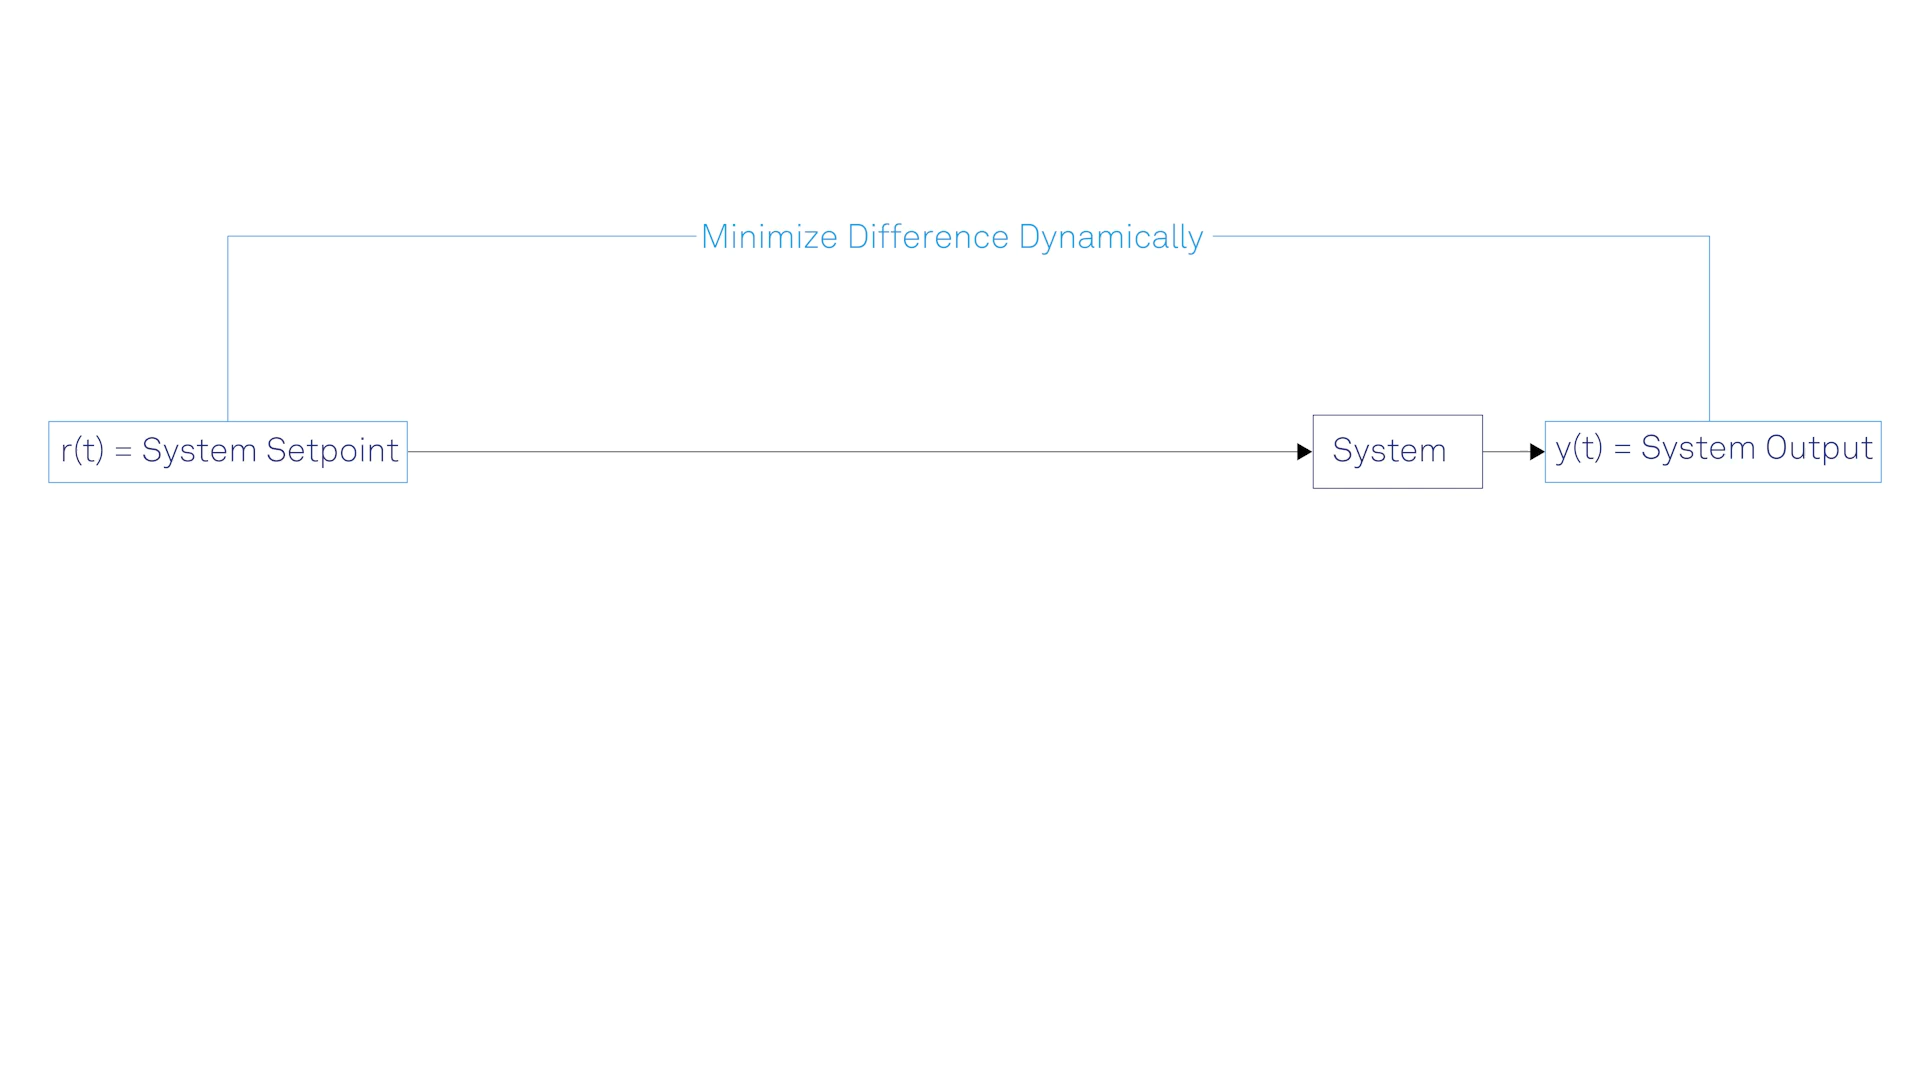 Minimize Difference Dynamically
r(t) = System Setpoint
System
y(t) = System Output